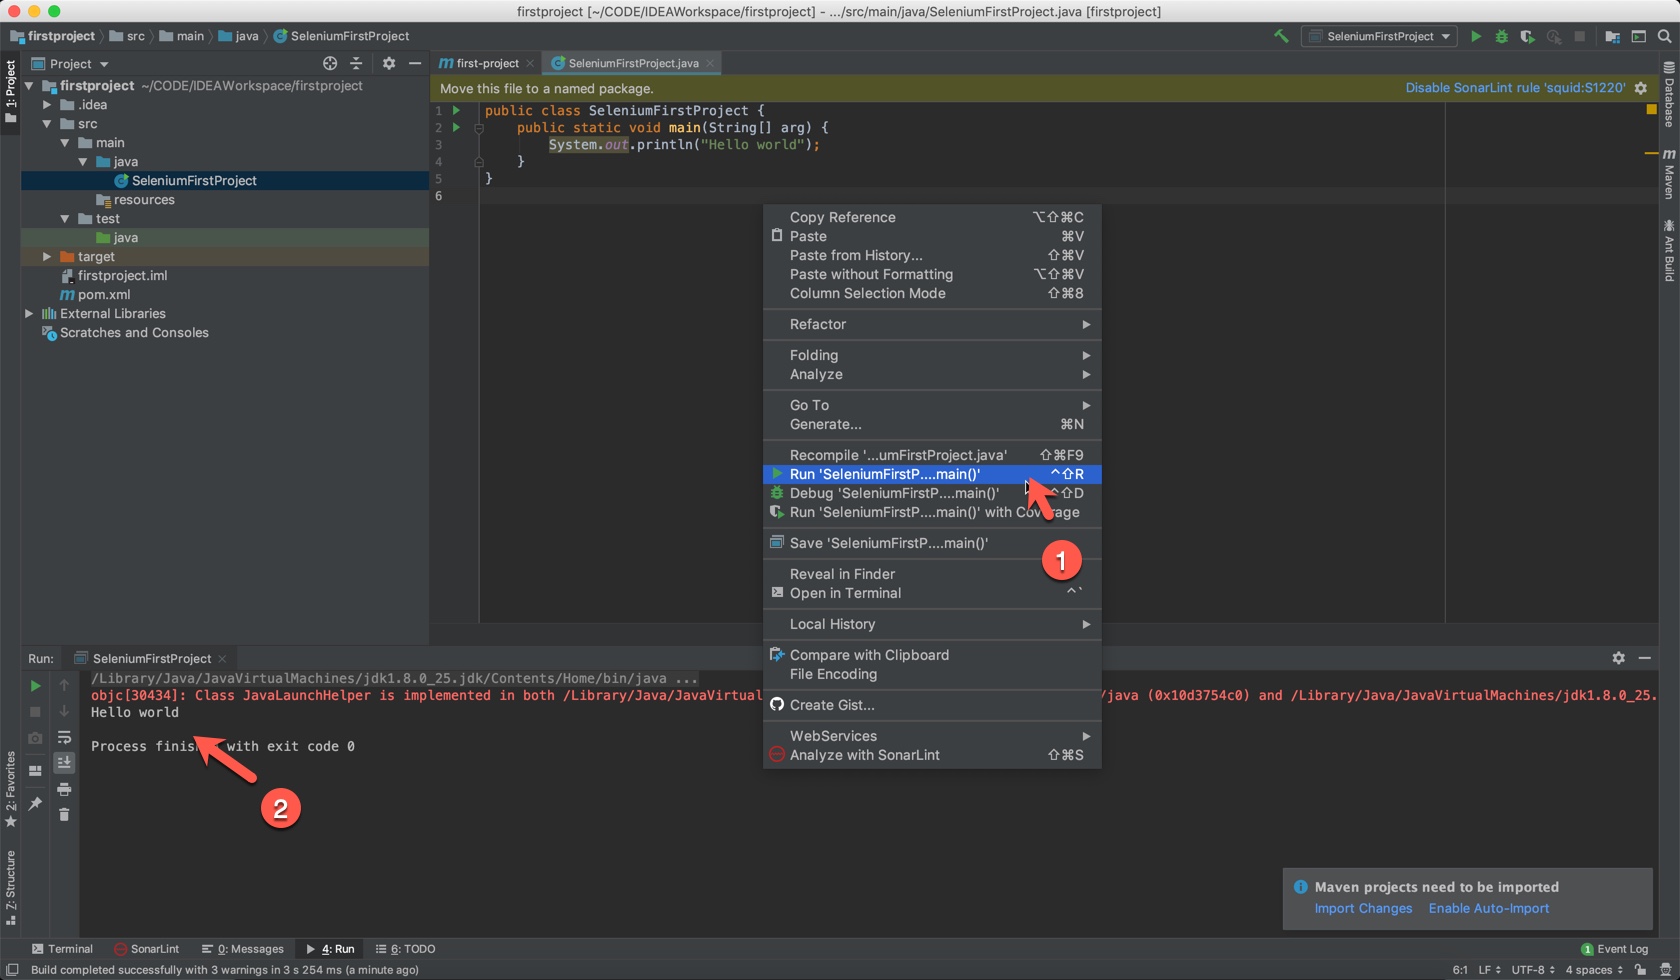 firstproject [~/CODE/IDEAWorkspace/firstproject] - .../src/main/java/SeleniumFirstProject.java [firstproject]
firstproject src main java SeleniumFirstProject
SeleniumFirstProject
1: Project
Project
firstproject ~/CODE/IDEAWorkspace/firstproject
.idea
src
main
java
SeleniumFirstProject
resources
test
java
target
firstproject.iml
pom.xml
External Libraries
Scratches and Consoles
first-project
SeleniumFirstProject.java
Move this file to a named package.
Disable SonarLint rule 'squid:S1220'
1 public class SeleniumFirstProject {
2 public static void main(String[] arg) {
3 System.out.println("Hello world");
4 }
5 }
6
Copy Reference ⌥⇧⌘C
Paste ⌘V
Paste from History... ⇧⌘V
Paste without Formatting ⌥⇧⌘V
Column Selection Mode ⇧⌘8
Refactor
Folding
Analyze
Go To
Generate... ⌘N
Recompile '...umFirstProject.java' ⇧⌘F9
Run 'SeleniumFirstP....main()' ^⇧R
Debug 'SeleniumFirstP....main()' ^⇧D
Run 'SeleniumFirstP....main()' with
Save 'SeleniumFirstP....main()'
1
Reveal in Finder
Open in Terminal ^`
Local History
Compare with Clipboard
File Encoding
Create Gist...
WebServices
Analyze with SonarLint ⇧⌘S
Database
Maven
Ant Build
Run: SeleniumFirstProject
/Library/Java/JavaVirtualMachines/jdk1.8.0_25.jdk/Contents/Home/bin/java ...
objc[30434]: Class JavaLaunchHelper is implemented in both /Library/Java/JavaVirtual
/java (0x10d3754c0) and /Library/Java/JavaVirtualMachines/jdk1.8.0_25.
Hello world
Process with exit code 0
2
2: Favorites
Z: Structure
Maven projects need to be imported
Import Changes Enable Auto-Import
Terminal SonarLint 0: Messages 4: Run 6: TODO
1 Event Log
Build completed successfully with 3 warnings in 3 s 254 ms (a minute ago)
6:1 LF UTF-8 4 spaces